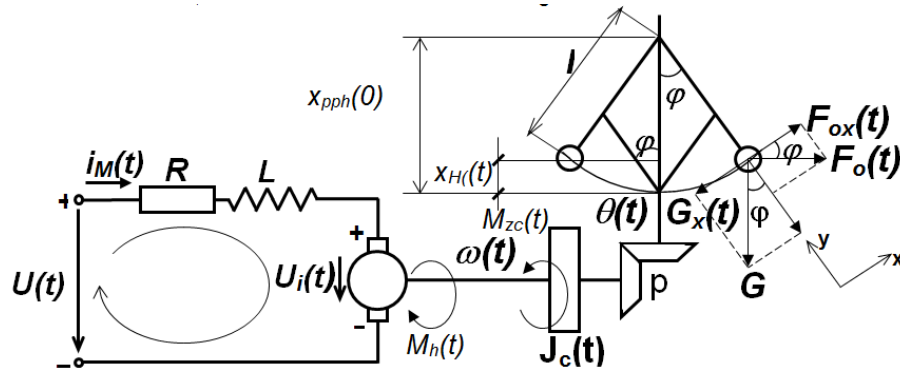 l
φ
x_pph(0)
F_ox(t)
i_M(t)
R
L
φ
φ
F_o(t)
x_H((t)
+
M_zc(t)
θ(t)
G_x(t)
φ
+
ω(t)
y
x
U(t)
U_i(t)
p
G
-
M_h(t)
J_c(t)
-